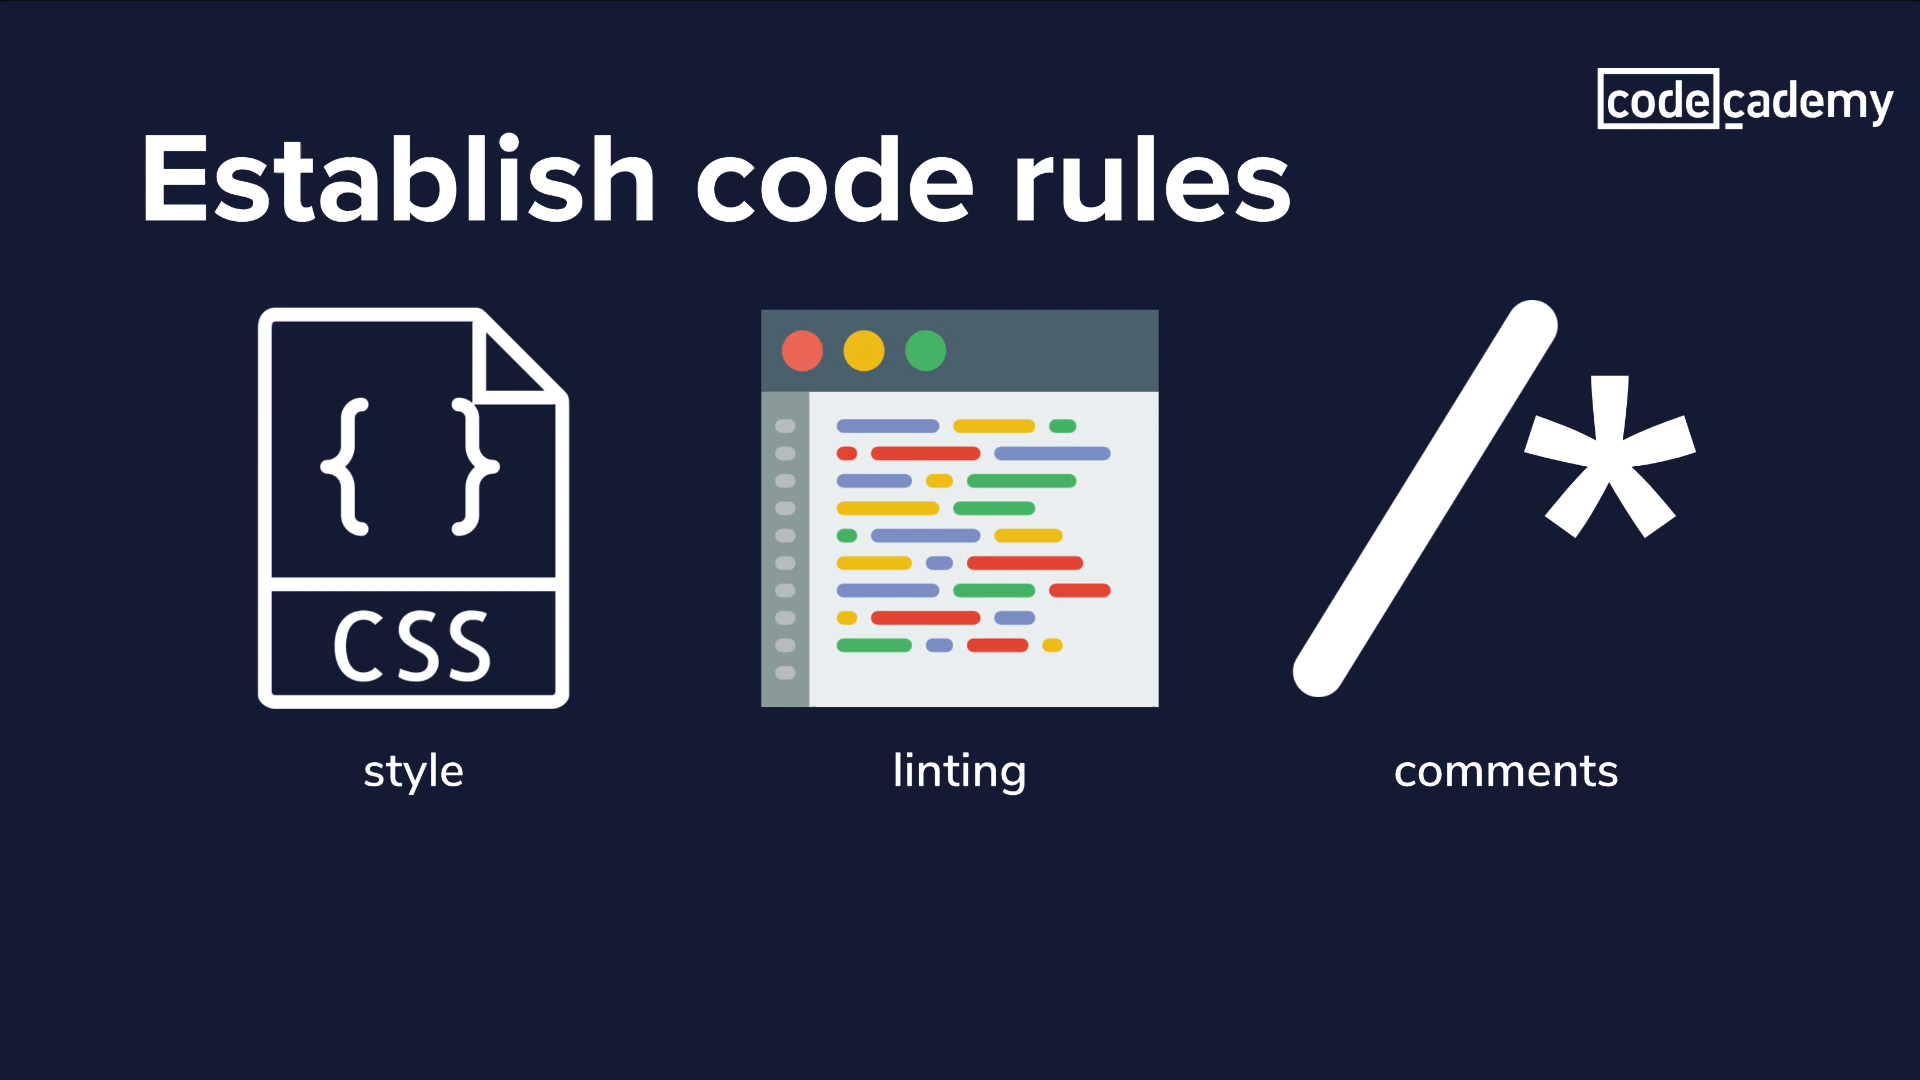 codecademy
Establish code rules
{ }
CSS
/*
style
linting
comments